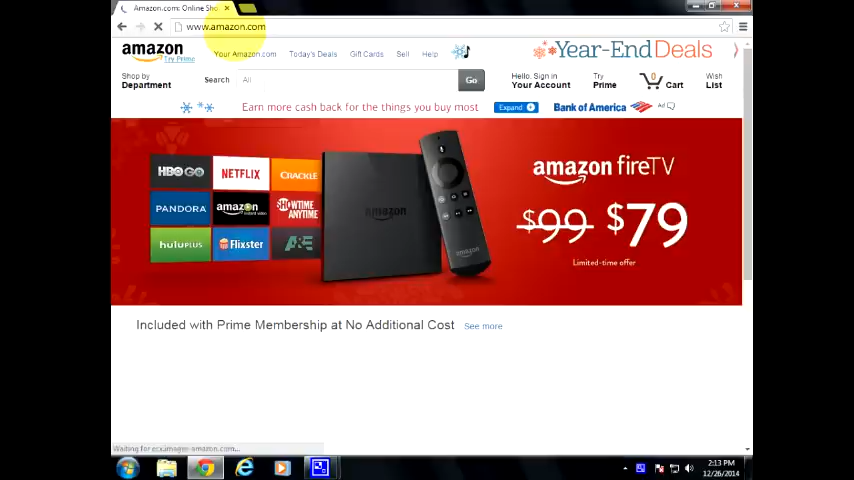 Amazon.com: Online Sho
www.amazon.com
amazon
Try Prime
Your Amazon.com Today's Deals Gift Cards Sell Help
Year-End Deals
Shop by
Department
Search All Go
Hello. Sign in
Your Account
Try
Prime
0
Cart
Wish
List
Earn more cash back for the things you buy most Expand Bank of America Ad
HBO GO NETFLIX CRACKLE
PANDORA amazon instant video SHOWTIME ANYTIME
huluPLUS Flixster A&E
amazon
amazon
amazon fireTV
$99 $79
Limited-time offer
Included with Prime Membership at No Additional Cost See more
2:13 PM
12/26/2014